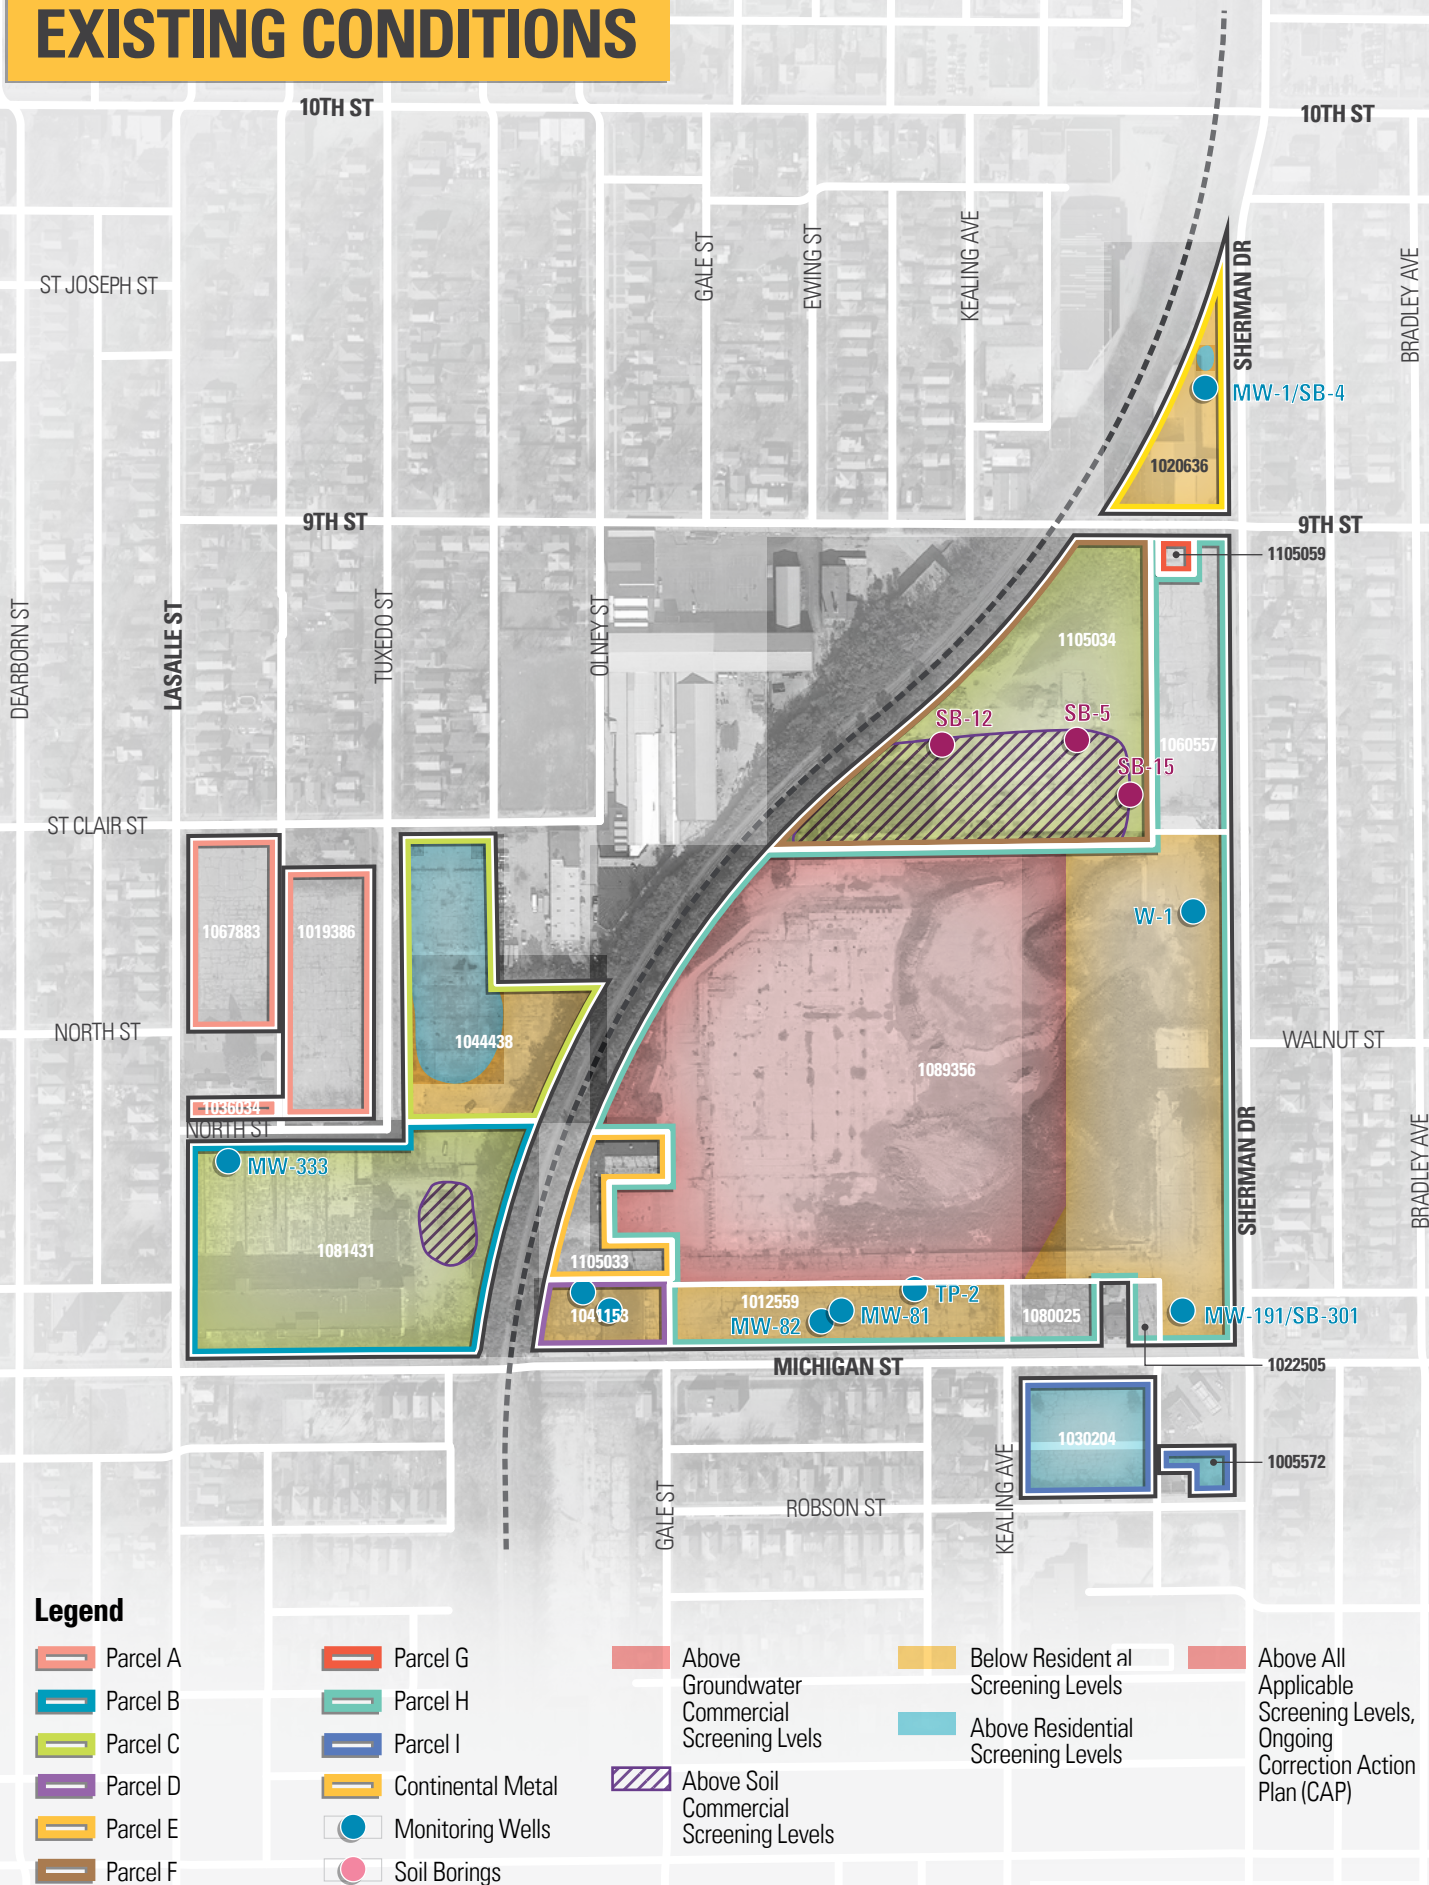 EXISTING CONDITIONS
10TH ST
10TH ST
ST JOSEPH ST
GALE ST
EWING ST
KEALING AVE
SHERMAN DR
BRADLEY AVE
MW-1/SB-4
1020636
9TH ST
9TH ST
1105059
DEARBORN ST
LASALLE ST
TUXEDO ST
OLNEY ST
1105034
SB-12
SB-5
1060557
SB-15
ST CLAIR ST
1067883
1019386
W-1
NORTH ST
1044438
WALNUT ST
1089356
1036034
NORTH ST
MW-333
SHERMAN DR
BRADLEY AVE
1081431
1105033
TP-2
1012559
1041153
MW-82
MW-81
1080025
MW-191/SB-301
MICHIGAN ST
1022505
1030204
1005572
GALE ST
ROBSON ST
KEALING AVE
Legend
Parcel A
Parcel B
Parcel C
Parcel D
Parcel E
Parcel F
Parcel G
Parcel H
Parcel I
Continental Metal
Monitoring Wells
Soil Borings
Above
Groundwater
Commercial
Screening Lvels
Above Soil
Commercial
Screening Levels
Below Resident al
Screening Levels
Above Residential
Screening Levels
Above All
Applicable
Screening Levels,
Ongoing
Correction Action
Plan (CAP)